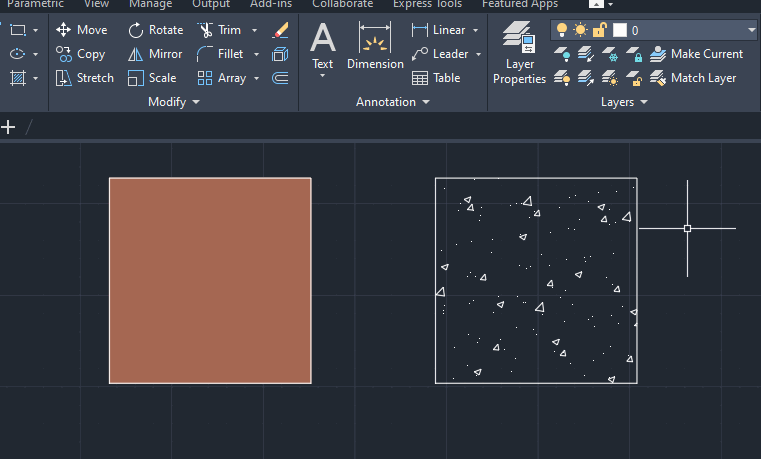 Parametric View Manage Output Add-ins Collaborate Express Tools Featured Apps
Move Rotate Trim
Copy Mirror Fillet
Stretch Scale Array
Modify
Text
Dimension
Linear
Leader
Table
Annotation
Layer
Properties
0
Make Current
Match Layer
Layers